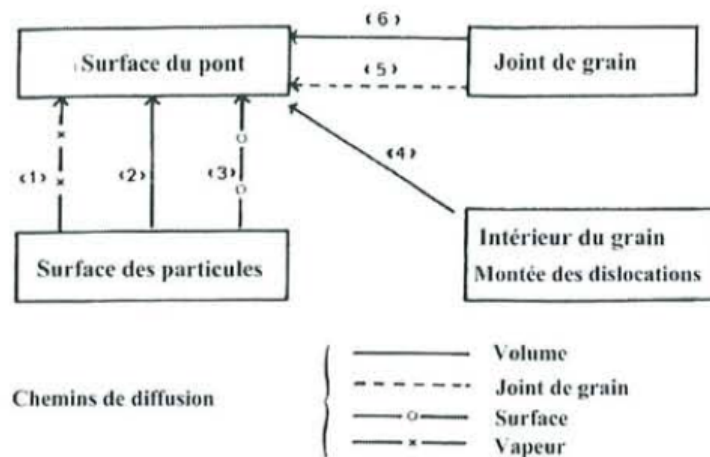 (6)
Surface du pont
Joint de grain
(5)
(4)
(1)
(2)
(3)
Surface des particules
Intérieur du grain
Montée des dislocations
Chemins de diffusion
Volume
Joint de grain
Surface
Vapeur